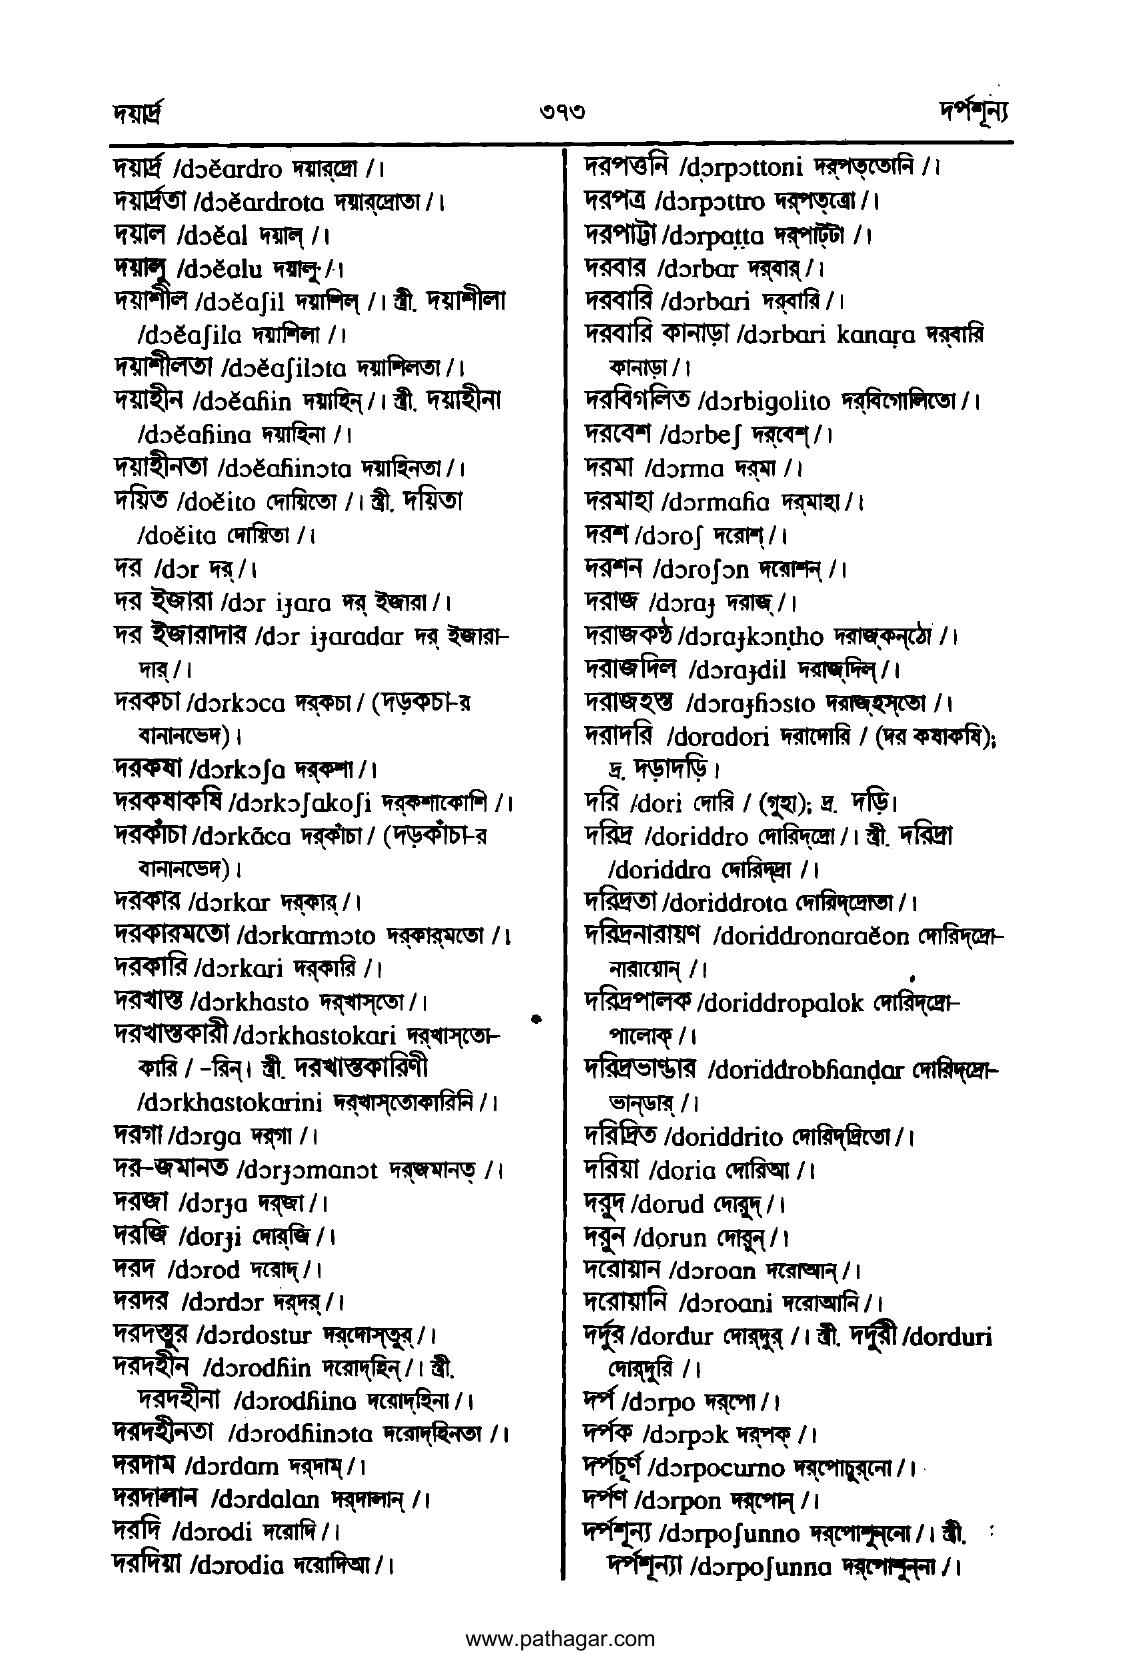 দয়ার্দ্র
৩৭৩
দর্পশূন্য
দয়ার্দ্র /dɔĕardro দয়ার্‌দ্রো /।
দয়ার্দ্রতা /dɔĕardrota দয়ার্‌দ্রোতা /।
দয়াল /dɔĕal দয়াল্ /।
দয়ালু /dɔĕalu দয়ালু /।
দয়াশীল /dɔĕaʃil দয়াশিল্ /। স্ত্রী. দয়াশীলা
/dɔĕaʃila দয়াশিলা /।
দয়াশীলতা /dɔĕaʃilɔta দয়াশিলতা /।
দয়াহীন /dɔĕaɦin দয়াহিন্ /। স্ত্রী. দয়াহীনা
/dɔĕaɦina দয়াহিনা /।
দয়াহীনতা /dɔĕaɦinɔta দয়াহিনতা /।
দয়িত /doĕito দোয়িতো /। স্ত্রী. দয়িতা
/doĕita দোয়িতা /।
দর /dɔr দর্ /।
দর ইজারা /dɔr iɟara দর্ ইজারা /।
দর ইজারাদার /dɔr iɟaradar দর্ ইজারা-
দার্ /।
দরকচা /dɔrkɔca দর্‌কচা / (দড়কচা-র
বানানভেদ)।
দরকষা /dɔrkɔʃa দর্‌কশা /।
দরকষাকষি /dɔrkɔʃakoʃi দর্‌কশাকোশি /।
দরকাঁচা /dɔrkãca দর্‌কাঁচা / (দড়কাঁচা-র
বানানভেদ)।
দরকার /dɔrkar দর্‌কার্ /।
দরকারমতো /dɔrkarmɔto দর্‌কার্‌মতো /।
দরকারি /dɔrkari দর্‌কারি /।
দরখাস্ত /dɔrkhasto দর্‌খাস্‌তো /।
দরখাস্তকারী /dɔrkhastokari দর্‌খাস্‌তো-
কারি / -রিন্। স্ত্রী. দরখাস্তকারিণী
/dɔrkhastokarini দর্‌খাস্‌তোকারিনি /।
দরগা /dɔrga দর্‌গা /।
দর-জমানত /dɔrɟɔmanɔt দর্‌জমানত্ /।
দরজা /dɔrɟa দর্‌জা /।
দরজি /dorɟi দোর্‌জি /।
দরদ /dɔrod দরোদ্ /।
দরদর /dɔrdɔr দর্‌দর্ /।
দরদস্তুর /dɔrdostur দর্‌দোস্‌তুর্ /।
দরদহীন /dɔrodɦin দরোদ্‌হিন্ /। স্ত্রী.
দরদহীনা /dɔrodɦina দরোদ্‌হিনা /।
দরদহীনতা /dɔrodɦinɔta দরোদ্‌হিনতা /।
দরদাম /dɔrdam দর্‌দাম্ /।
দরদালান /dɔrdalan দর্‌দালান্ /।
দরদি /dɔrodi দরোদি /।
দরদিয়া /dɔrodia দরোদিআ /।
দরপত্তনি /dɔrpɔttoni দর্‌পত্‌তোনি /।
দরপত্র /dɔrpɔttro দর্‌পত্‌ত্রো /।
দরপাট্টা /dɔrpaṭṭa দর্‌পাট্‌টা /।
দরবার /dɔrbar দর্‌বার্ /।
দরবারি /dɔrbari দর্‌বারি /।
দরবারি কানাড়া /dɔrbari kanaṛa দর্‌বারি
কানাড়া /।
দরবিগলিত /dɔrbigolito দর্‌বিগোলিতো /।
দরবেশ /dɔrbeʃ দর্‌বেশ্ /।
দরমা /dɔrma দর্‌মা /।
দরমাহা /dɔrmaɦa দর্‌মাহা /।
দরশ /dɔroʃ দরোশ্ /।
দরশন /dɔroʃɔn দরোশন্ /।
দরাজ /dɔraɟ দরাজ্ /।
দরাজকণ্ঠ /dɔraɟkɔnṭho দরাজ্‌কন্‌ঠো /।
দরাজদিল /dɔraɟdil দরাজ্‌দিল্ /।
দরাজহস্ত /dɔraɟɦɔsto দরাজ্‌হস্‌তো /।
দরাদরি /doradori দরাদোরি / (দর কষাকষি);
দ্র. দড়াদড়ি।
দরি /dori দোরি / (গুহা); দ্র. দড়ি।
দরিদ্র /doriddro দোরিদ্‌দ্রো /। স্ত্রী. দরিদ্রা
/doriddra দোরিদ্‌দ্রা /।
দরিদ্রতা /doriddrota দোরিদ্‌দ্রোতা /।
দরিদ্রনারায়ণ /doriddronaraĕon দোরিদ্‌দ্রো-
নারায়োন্ /।
দরিদ্রপালক /doriddropalok দোরিদ্‌দ্রো-
পালোক্ /।
দরিদ্রভাণ্ডার /doriddrobɦanḍar দোরিদ্‌দ্রো-
ভান্‌ডার্ /।
দরিদ্রিত /doriddrito দোরিদ্‌দ্রিতো /।
দরিয়া /doria দোরিআ /।
দরুদ /dorud দোরুদ্ /।
দরুন /dorun দোরুন্ /।
দরোয়ান /dɔroan দরোআন্ /।
দরোয়ানি /dɔroani দরোআনি /।
দর্দুর /dordur দোর্‌দুর্ /। স্ত্রী. দর্দুরী /dorduri
দোর্‌দুরি /।
দর্প /dɔrpo দর্‌পো /।
দর্পক /dɔrpɔk দর্‌পক্ /।
দর্পচূর্ণ /dɔrpocurno দর্‌পোচুর্‌নো /।
দর্পণ /dɔrpon দর্‌পোন্ /।
দর্পশূন্য /dɔrpoʃunno দর্‌পোশুন্‌নো /। স্ত্রী.
দর্পশূন্যা /dɔrpoʃunna দর্‌পোশুন্‌না /।
www.pathagar.com